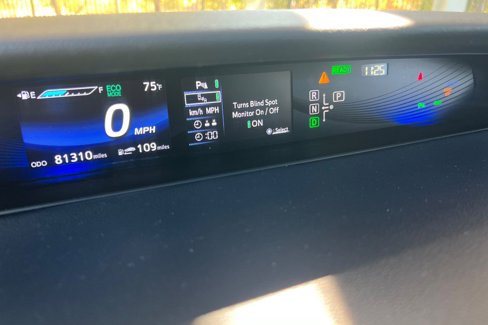 E F ECO
MODE
75°F
0 MPH
ODO 81310 miles
109 miles
P
km/h MPH
:00
Turns Blind Spot
Monitor On / Off
ON
: Select
READY
11:25
R
N P
D